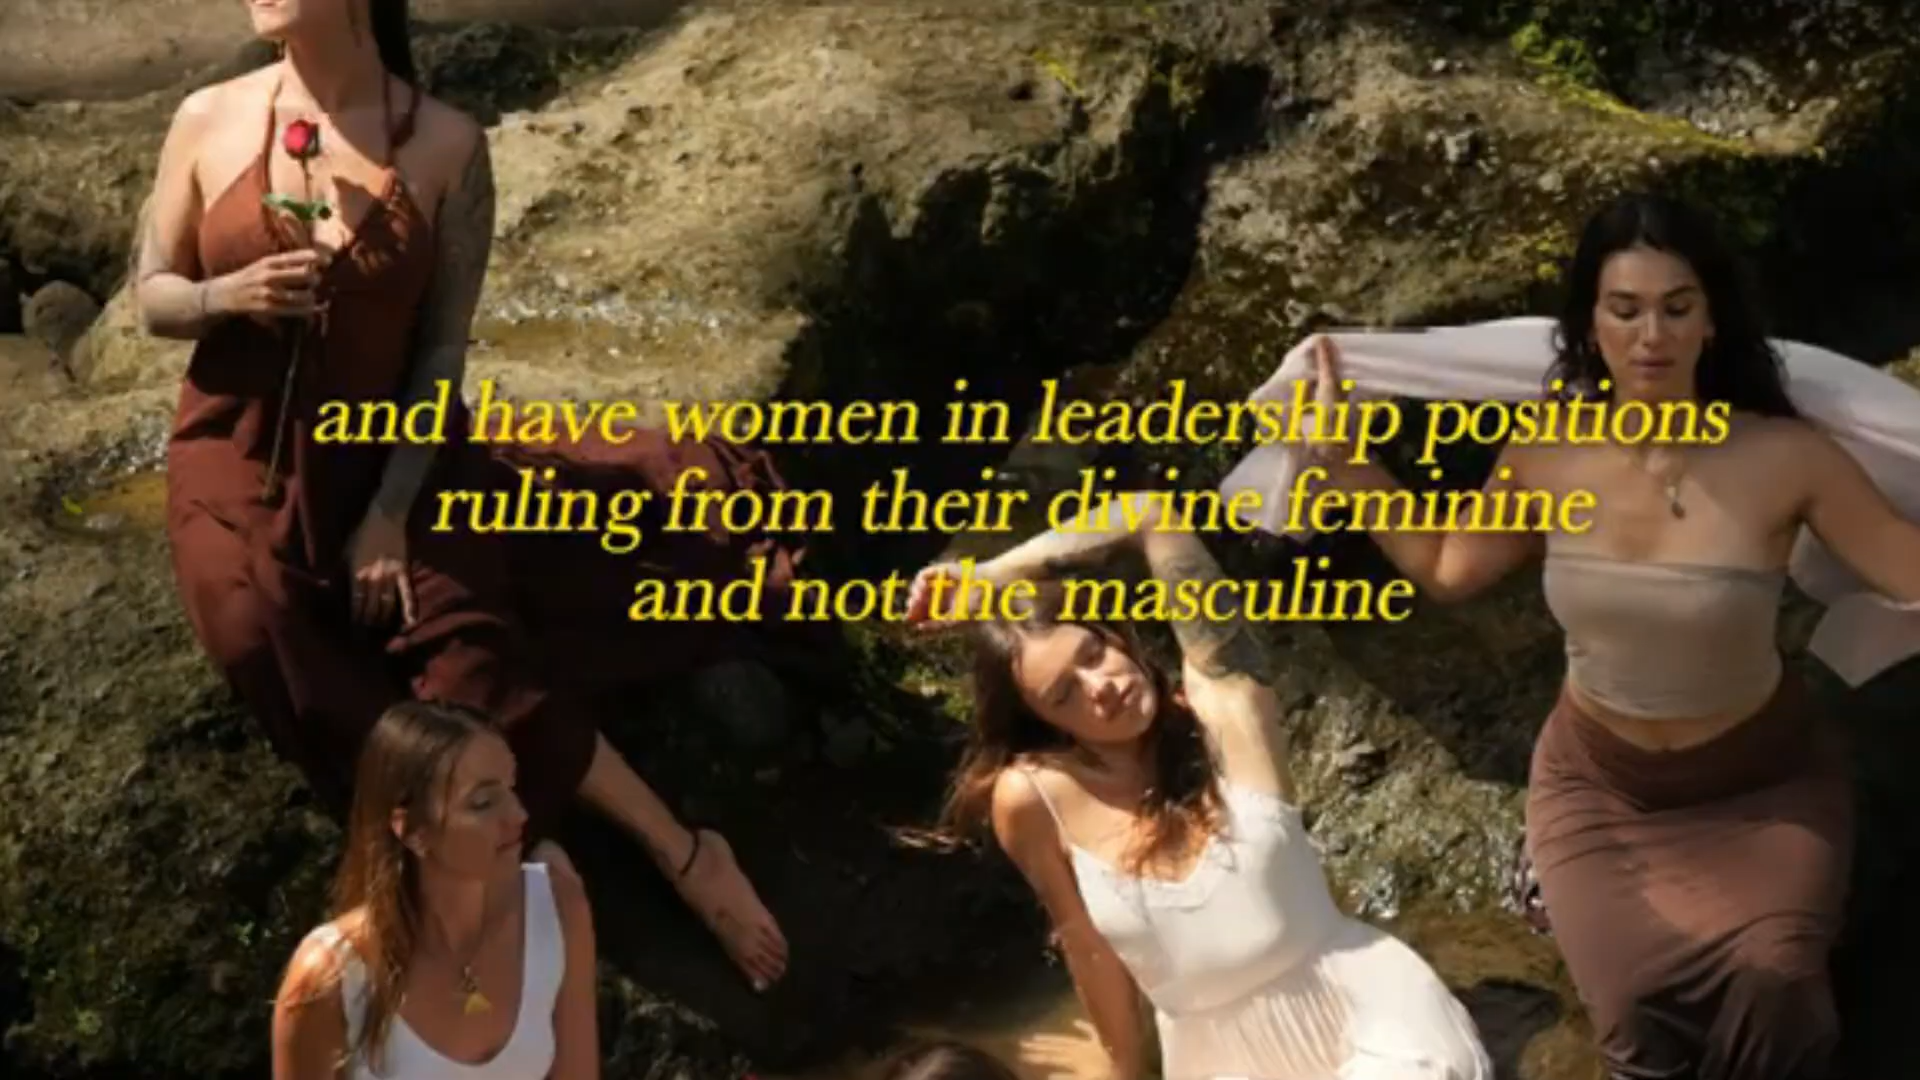 and have women in leadership positions
ruling from their divine feminine
and not the masculine